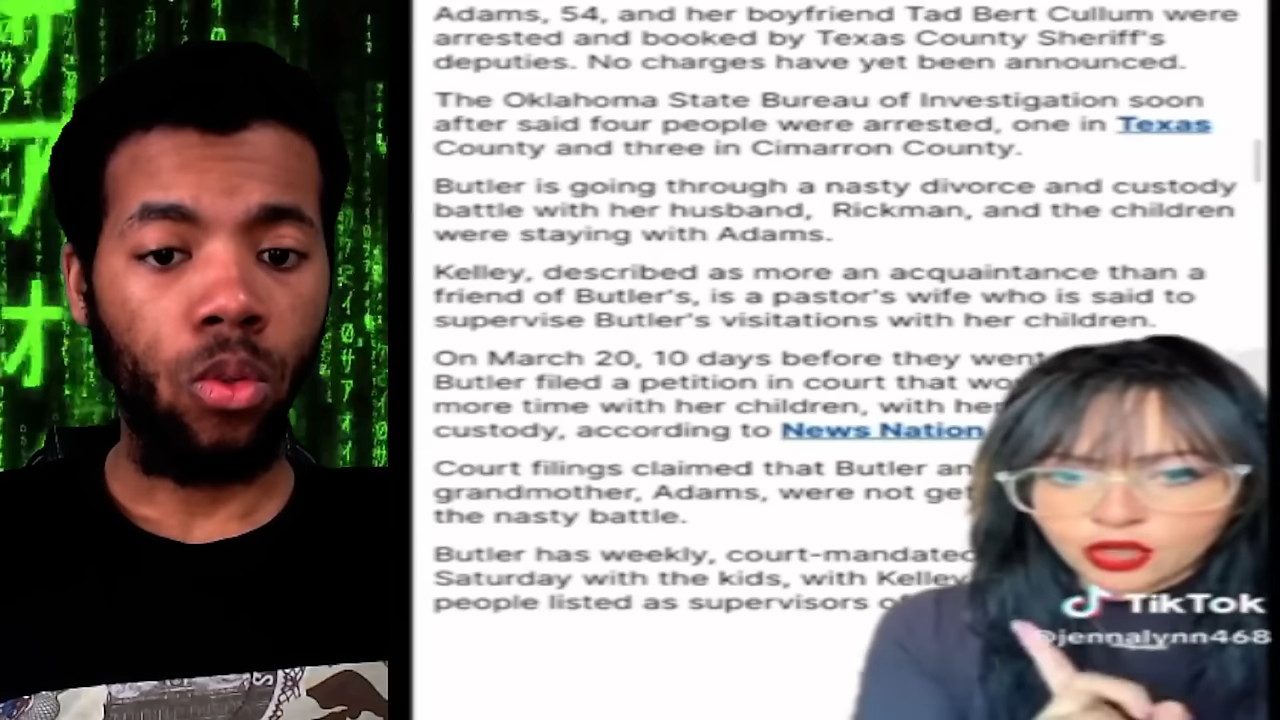 Adams, 54, and her boyfriend Tad Bert Cullum were
arrested and booked by Texas County Sheriff's
deputies. No charges have yet been announced.
The Oklahoma State Bureau of Investigation soon
after said four people were arrested, one in Texas
County and three in Cimarron County.
Butler is going through a nasty divorce and custody
battle with her husband, Rickman, and the children
were staying with Adams.
Kelley, described as more an acquaintance than a
friend of Butler's, is a pastor's wife who is said to
supervise Butler's visitations with her children.
On March 20, 10 days before they went
Butler filed a petition in court that
more time with her children, with her
custody, according to News Nation
Court filings claimed that Butler
grandmother, Adams, were not
the nasty battle.
Butler has weekly, court-mandated
Saturday with the kids, with Kelley
people listed as supervisors
TikTok
@jennalynn468